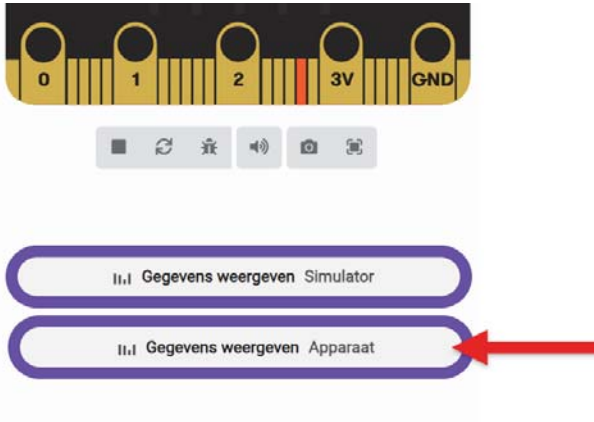 0 1 2 3V GND
Gegevens weergeven Simulator
Gegevens weergeven Apparaat